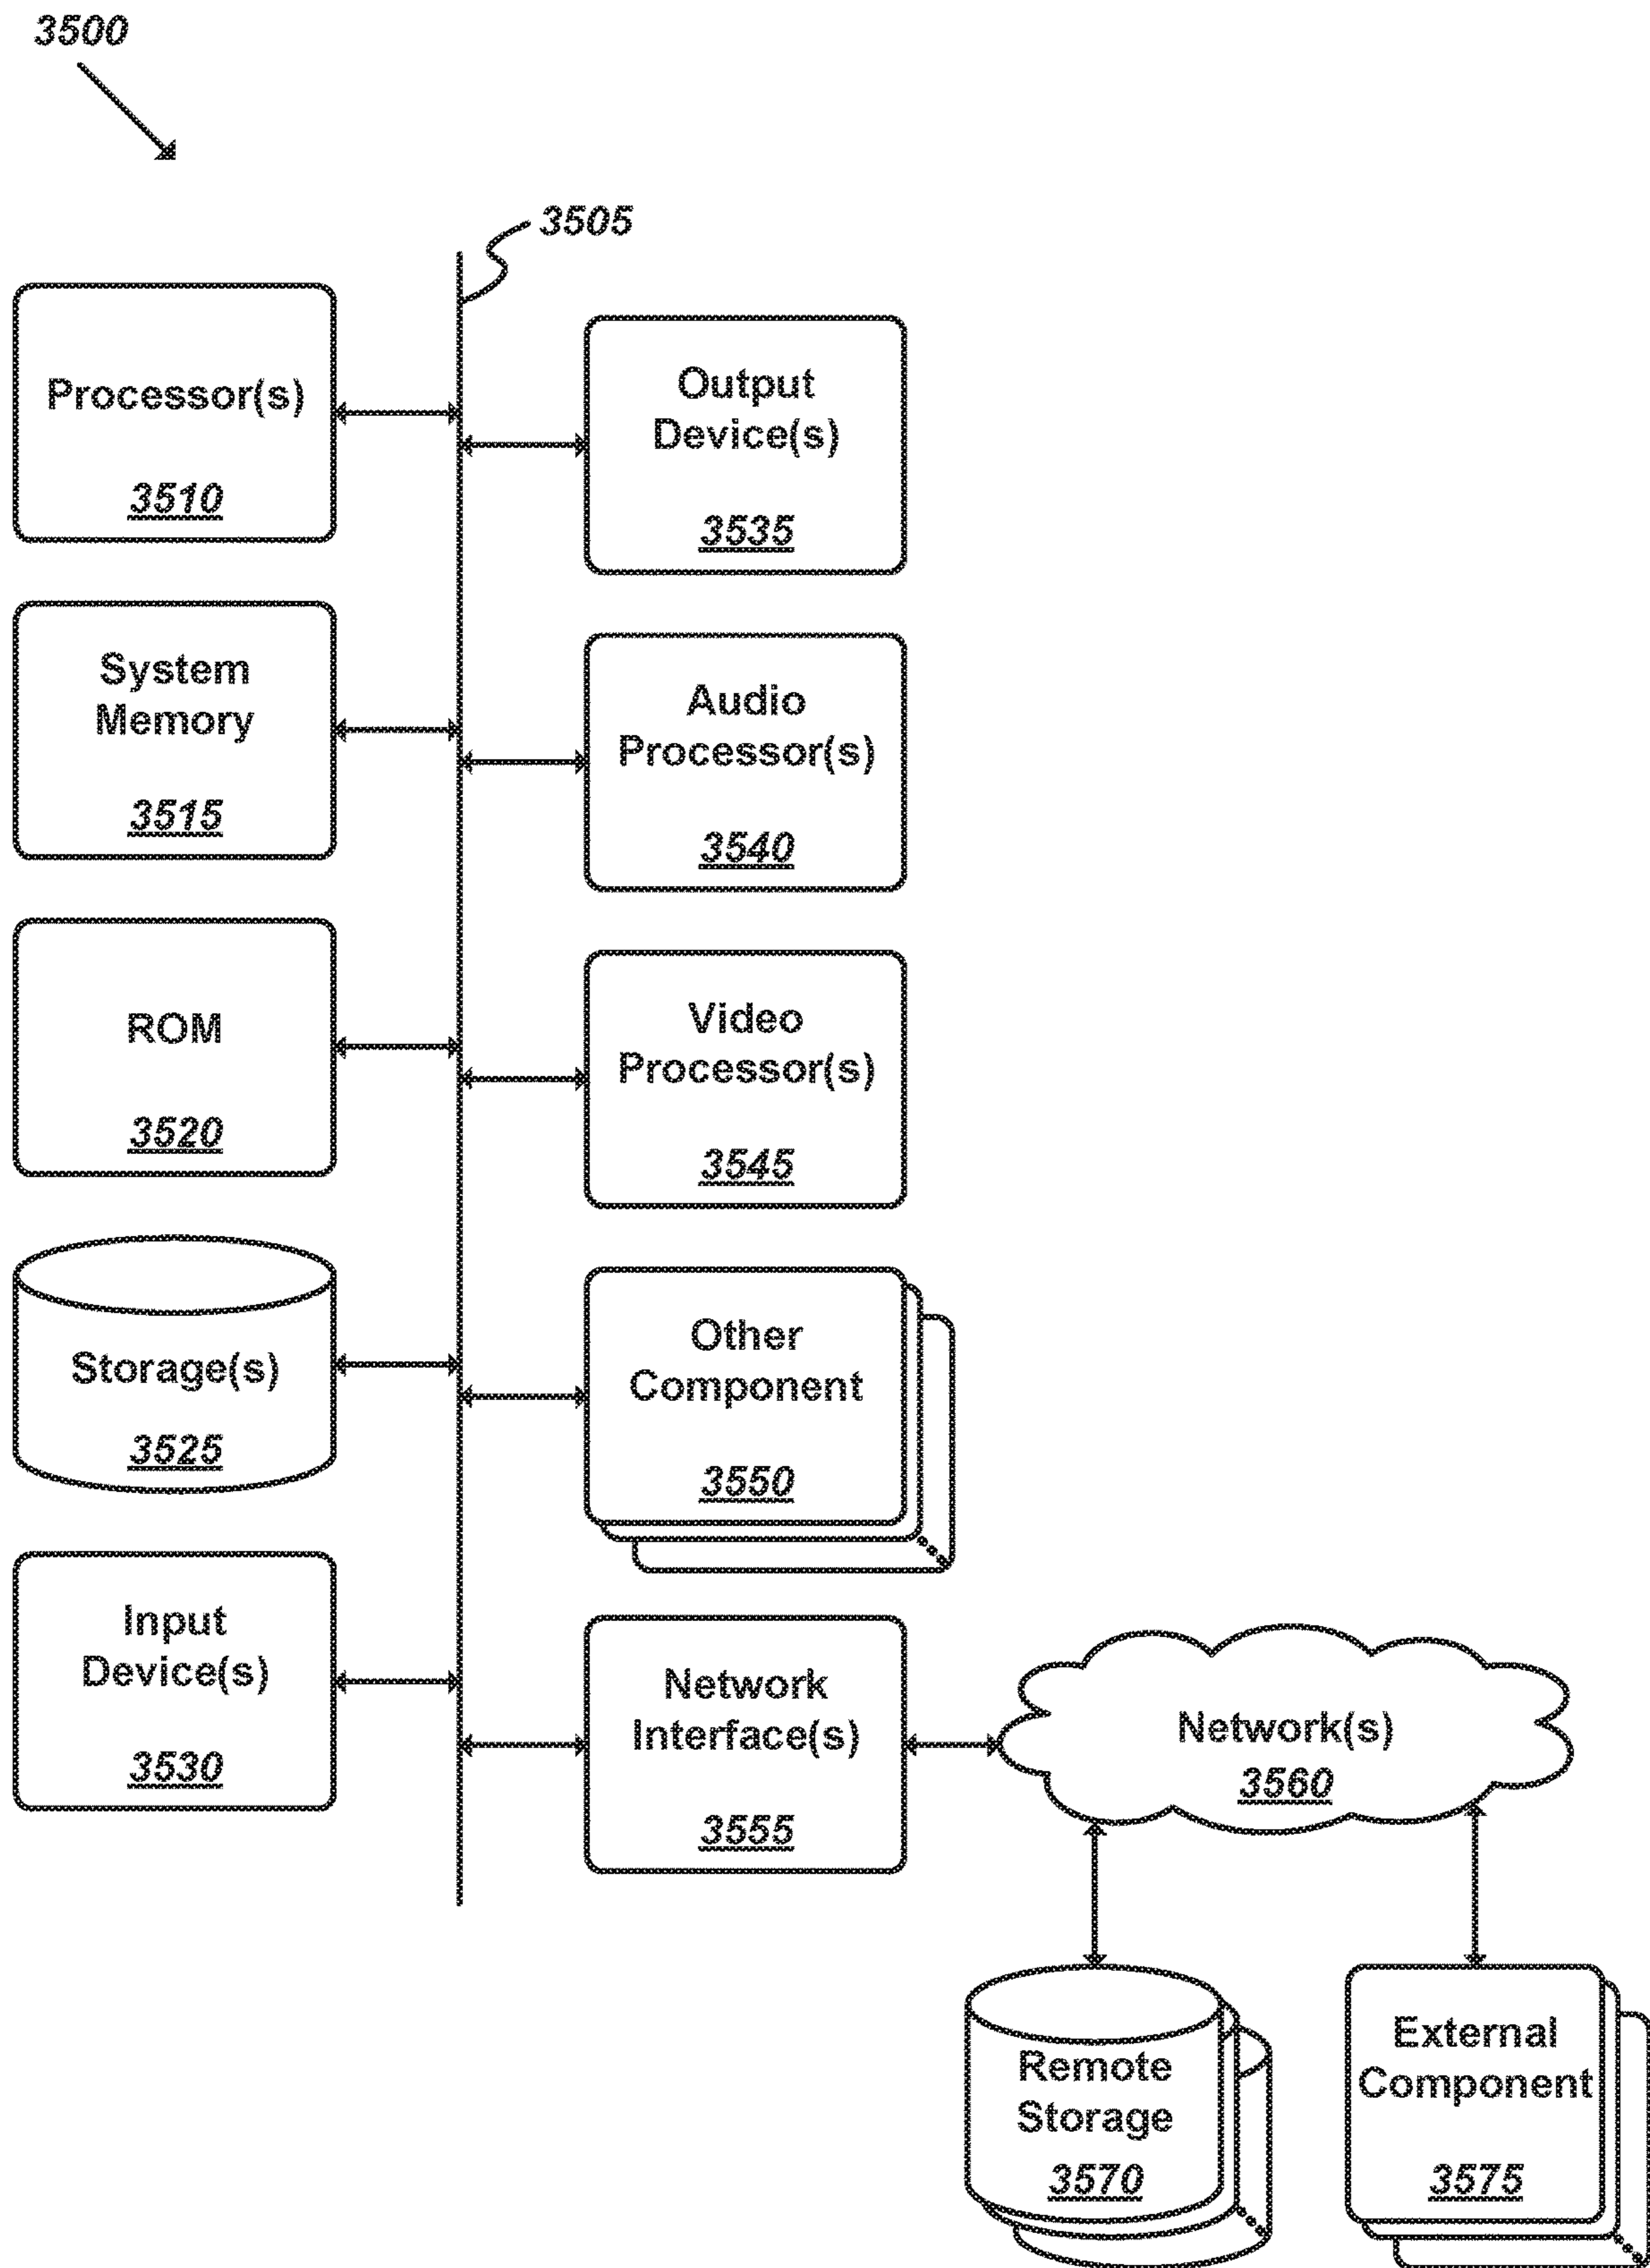 3500
3505
Processor(s)
3510
Output
Device(s)
3535
System
Memory
3515
Audio
Processor(s)
3540
ROM
3520
Video
Processor(s)
3545
Storage(s)
3525
Other
Component
3550
Input
Device(s)
3530
Network
Interface(s)
3555
Network(s)
3560
Remote
Storage
3570
External
Component
3575